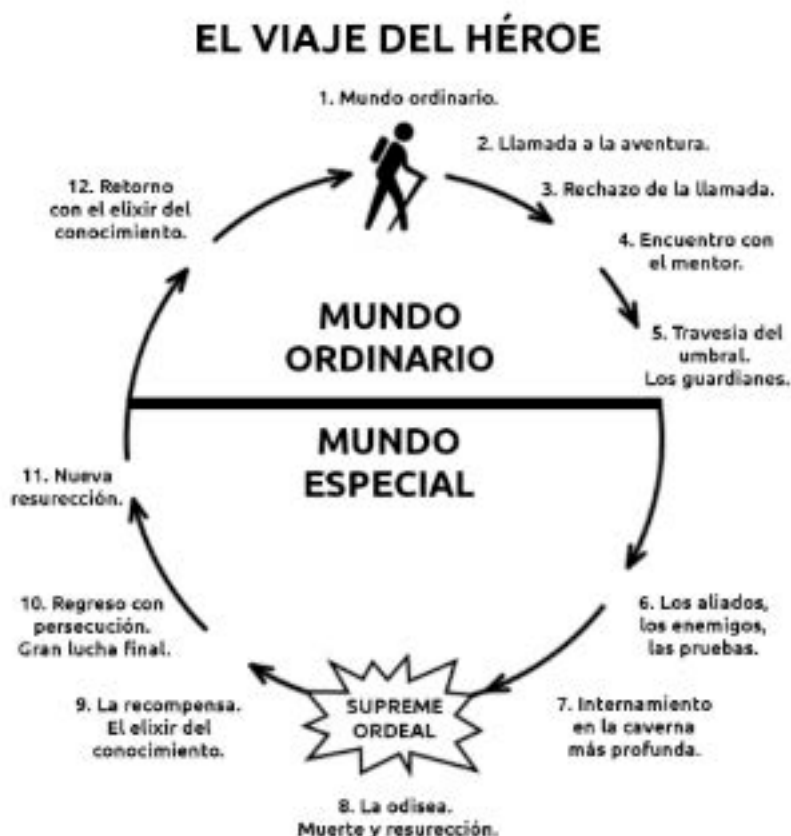 EL VIAJE DEL HÉROE
1. Mundo ordinario.
2. Llamada a la aventura.
3. Rechazo de la llamada.
4. Encuentro con
el mentor.
5. Travesia del
umbral.
Los guardianes.
MUNDO
ORDINARIO
MUNDO
ESPECIAL
6. Los aliados,
los enemigos,
las pruebas.
7. Internamiento
en la caverna
más profunda.
SUPREME
ORDEAL
8. La odisea.
Muerte y resurección.
9. La recompensa.
El elixir del
conocimiento.
10. Regreso con
persecución.
Gran lucha final.
11. Nueva
resurección.
12. Retorno
con el elixir del
conocimiento.